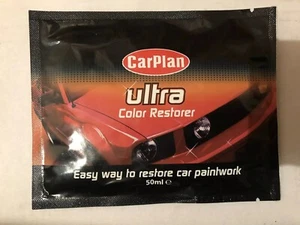 CarPlan
ultra
Color Restorer
Easy way to restore car paintwork
50ml ℮